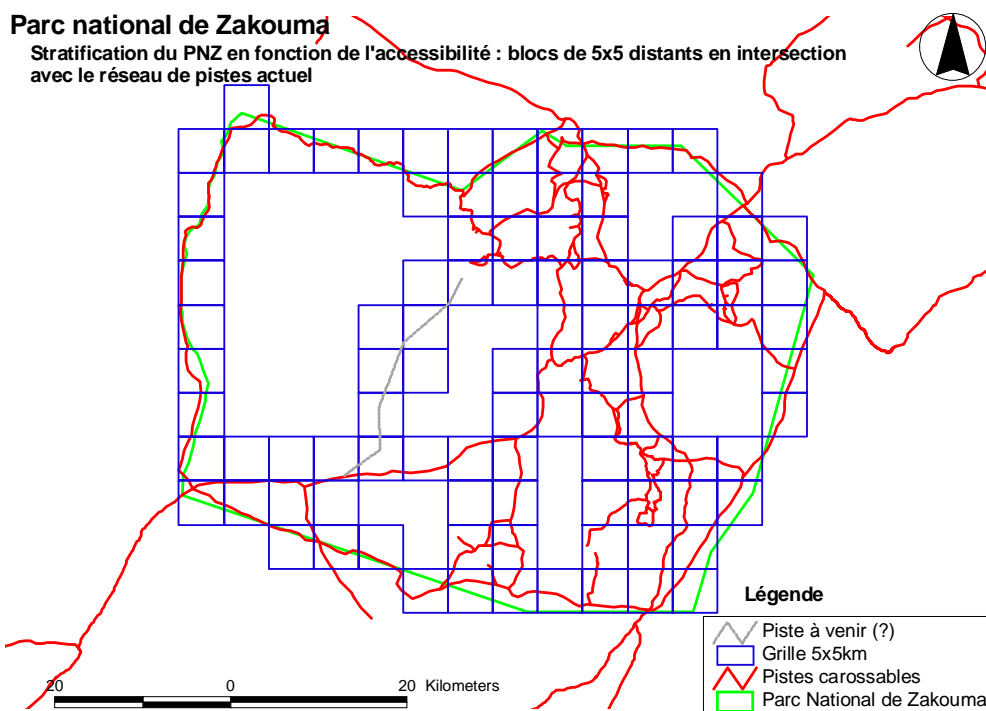 Parc national de Zakouma
Stratification du PNZ en fonction de l'accessibilité : blocs de 5x5 distants en intersection
avec le réseau de pistes actuel
Légende
Piste à venir (?)
Grille 5x5km
Pistes carossables
Parc National de Zakouma
20 0 20 Kilometers